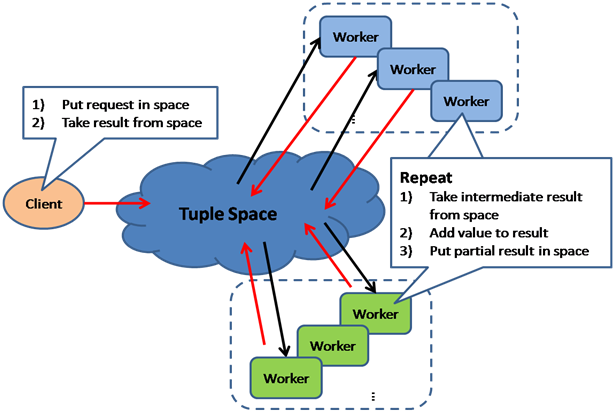 Worker
Worker
Worker
...
1) Put request in space
2) Take result from space
Client
Tuple Space
Repeat
1) Take intermediate result
from space
2) Add value to result
3) Put partial result in space
Worker
Worker
Worker
...